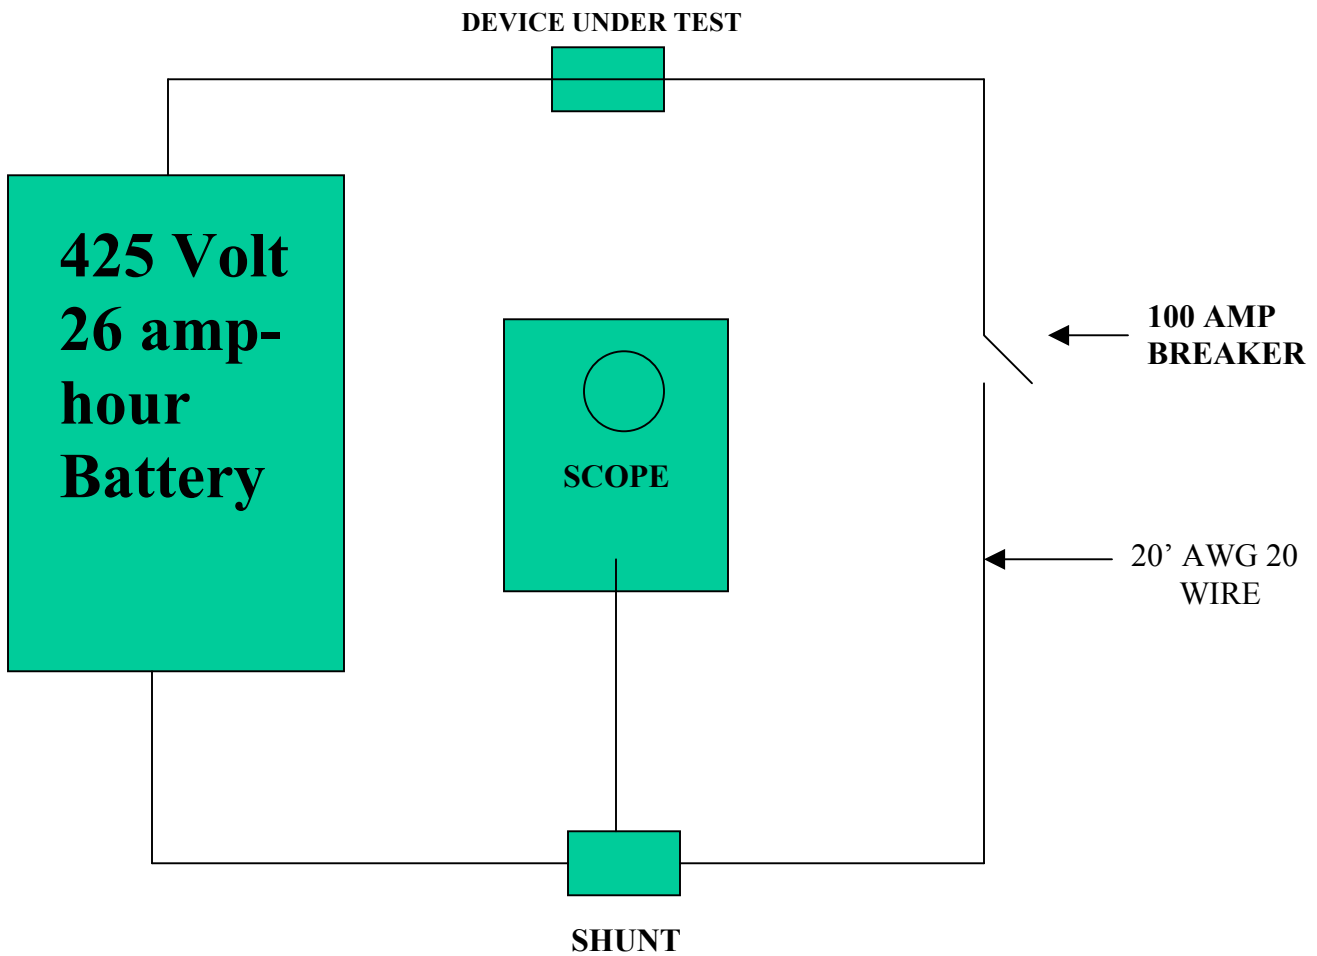 DEVICE UNDER TEST
425 Volt
26 amp-
hour
Battery
SCOPE
100 AMP
BREAKER
20’ AWG 20
WIRE
SHUNT